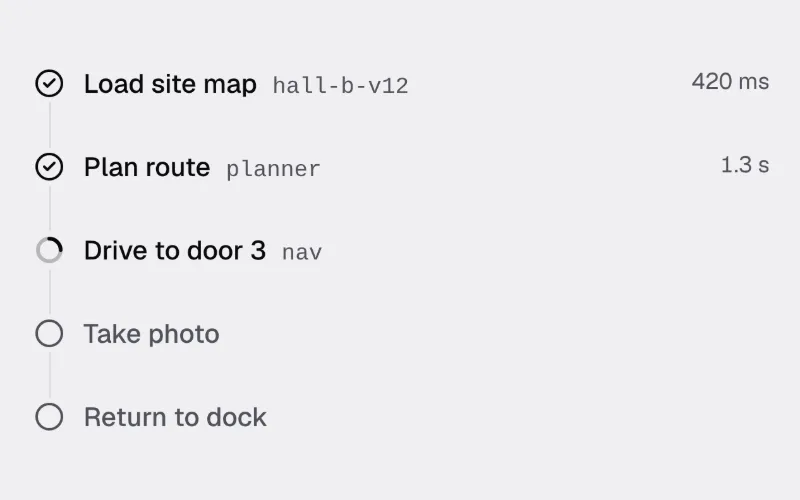 Load site map hall-b-v12 420 ms
Plan route planner 1.3 s
Drive to door 3 nav
Take photo
Return to dock